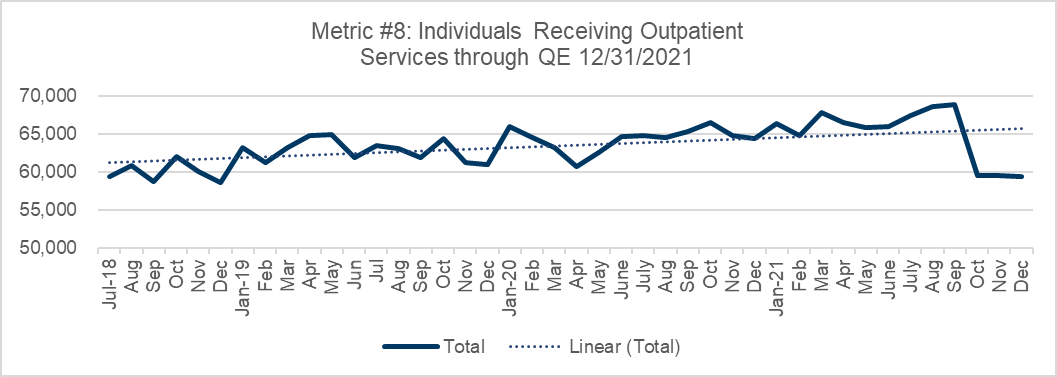 Metric #8: Individuals Receiving Outpatient
Services through QE 12/31/2021
70,000
65,000
60,000
55,000
50,000
Jul-18
Aug
Sep
Oct
Nov
Dec
Jan-19
Feb
Mar
Apr
May
Jun
Jul
Aug
Sep
Oct
Nov
Dec
Jan-20
Feb
Mar
Apr
May
June
July
Aug
Sep
Oct
Nov
Dec
Jan-21
Feb
Mar
Apr
May
June
July
Aug
Sep
Oct
Nov
Dec
Total
Linear (Total)